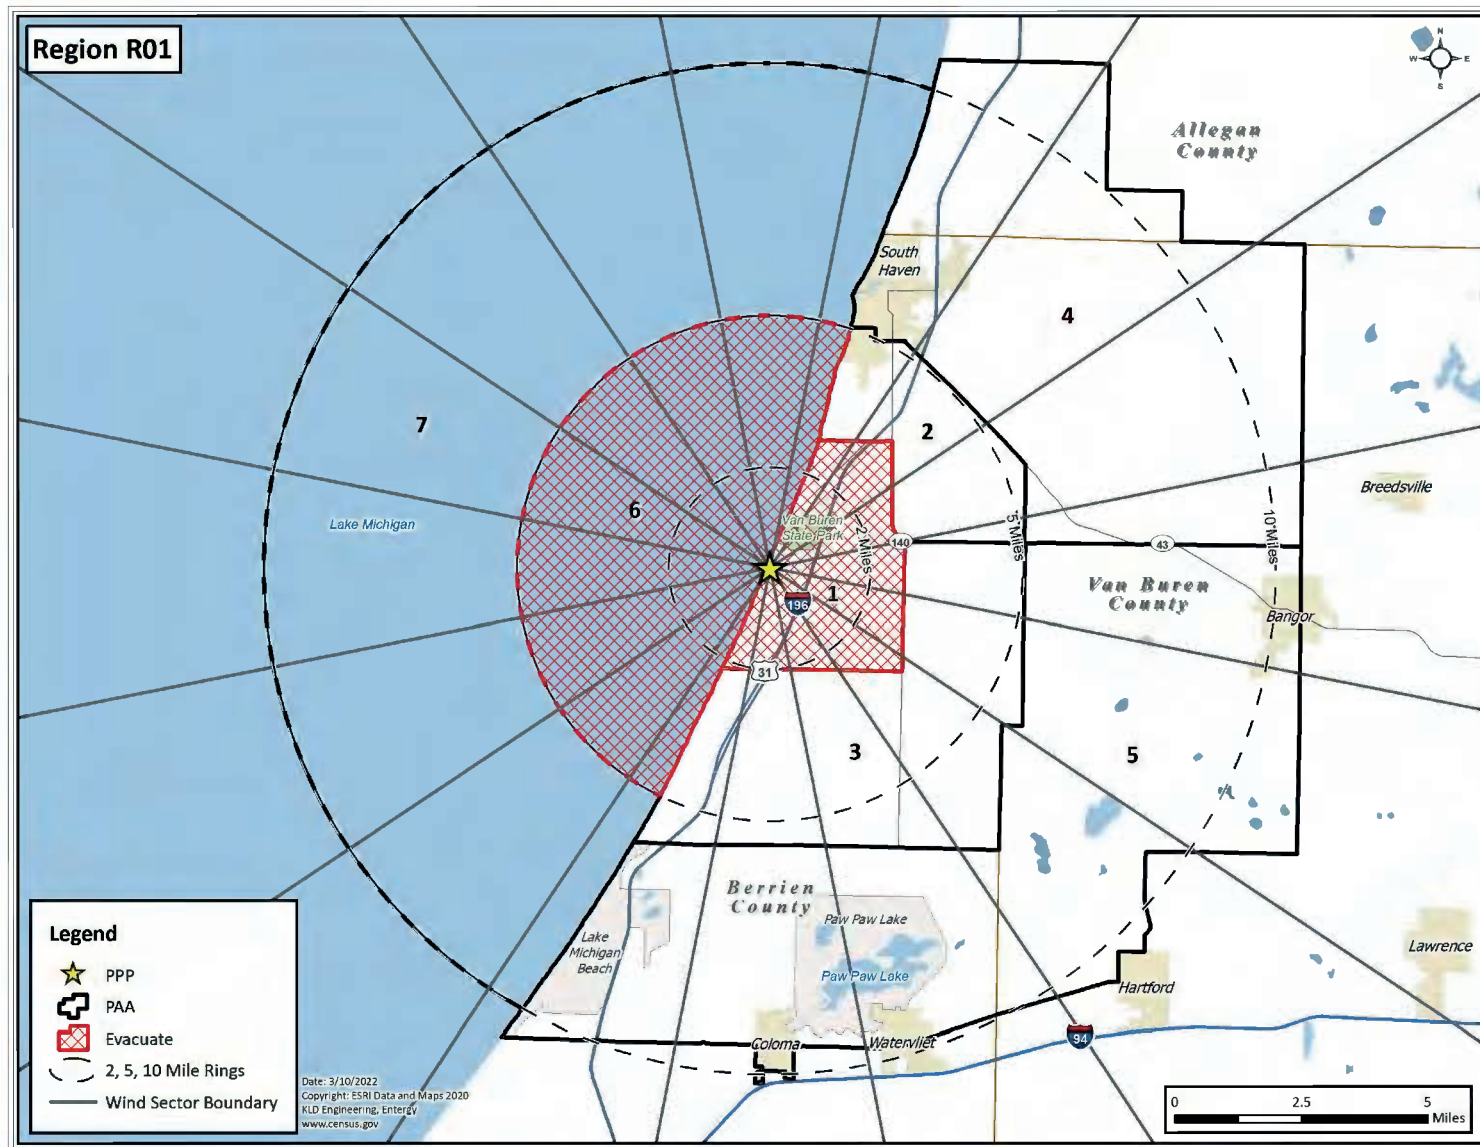 Region R01
N
W
E
S
Allegan
County
South
Haven
4
7
2
Breedsville
6
Lake Michigan
Van Buren
State Park
2 Miles
5 Miles
10 Miles
140
43
Van Buren
County
1
196
Bangor
31
3
5
Berrien
County
Paw Paw Lake
Lake
Michigan
Beach
Paw Paw Lake
Lawrence
Hartford
Coloma
Watervliet
94
Legend
PPP
PAA
Evacuate
2, 5, 10 Mile Rings
Wind Sector Boundary
Date: 3/10/2022
Copyright: ESRI Data and Maps 2020
KLD Engineering, Entergy
www.census.gov
0
2.5
5
Miles